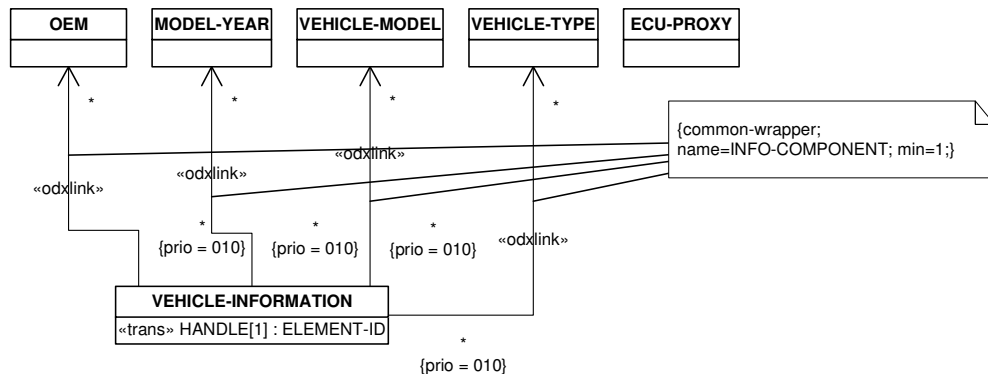 OEM
MODEL-YEAR
VEHICLE-MODEL
VEHICLE-TYPE
ECU-PROXY
*
*
*
*
{common-wrapper;
name=INFO-COMPONENT; min=1;}
«odxlink»
«odxlink»
«odxlink»
«odxlink»
*
{prio = 010}
*
{prio = 010}
*
{prio = 010}
VEHICLE-INFORMATION
«trans» HANDLE[1] : ELEMENT-ID
*
{prio = 010}